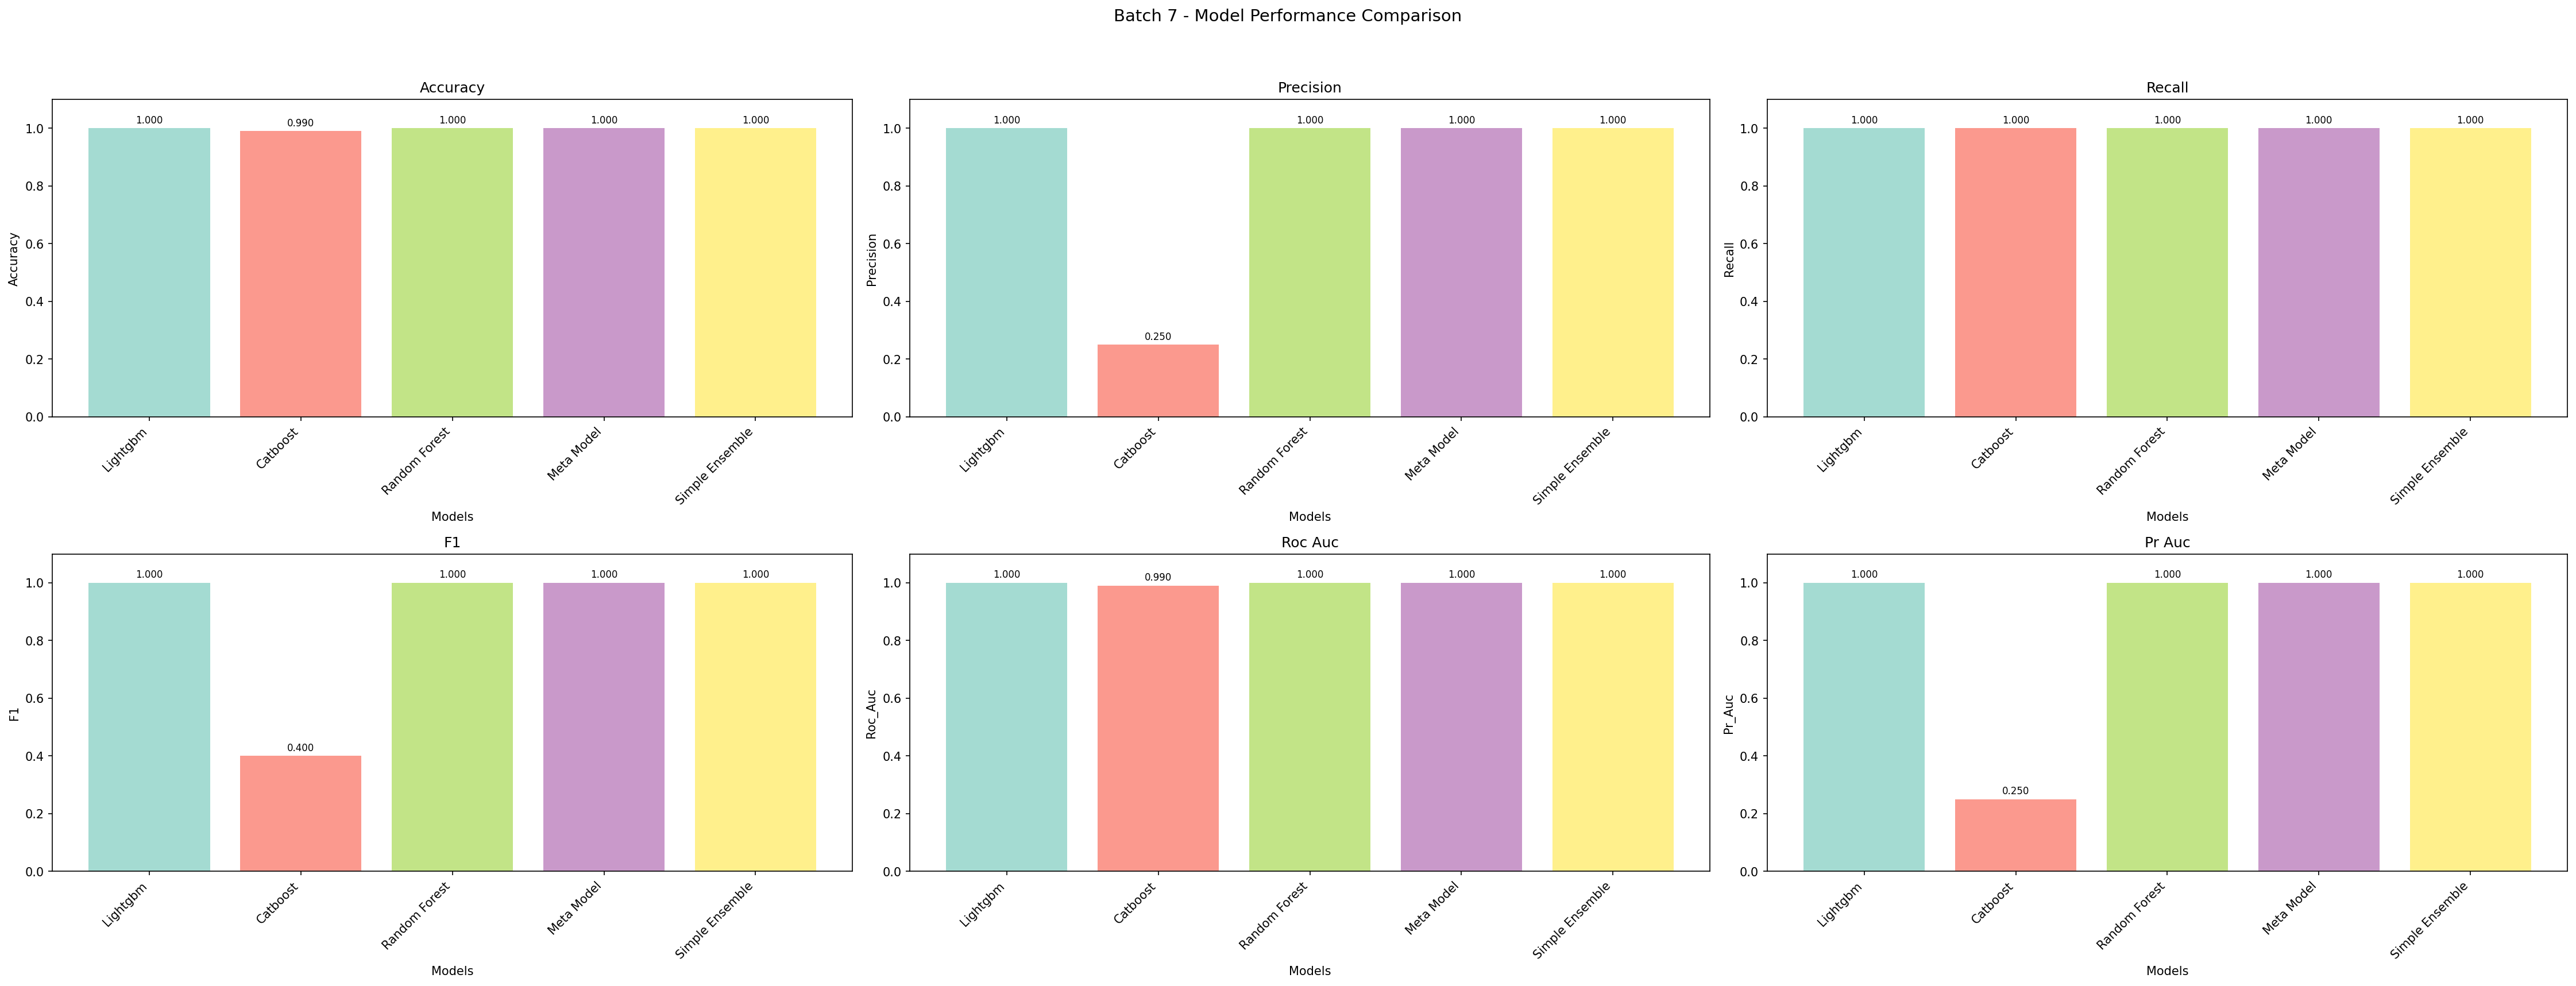 Batch 7 - Model Performance Comparison
Accuracy
Accuracy
1.0
0.8
0.6
0.4
0.2
0.0
1.000
0.990
1.000
1.000
1.000
Lightgbm
Catboost
Random Forest
Meta Model
Simple Ensemble
Models
Precision
Precision
1.0
0.8
0.6
0.4
0.2
0.0
1.000
0.250
1.000
1.000
1.000
Lightgbm
Catboost
Random Forest
Meta Model
Simple Ensemble
Models
Recall
Recall
1.0
0.8
0.6
0.4
0.2
0.0
1.000
1.000
1.000
1.000
1.000
Lightgbm
Catboost
Random Forest
Meta Model
Simple Ensemble
Models
F1
F1
1.0
0.8
0.6
0.4
0.2
0.0
1.000
0.400
1.000
1.000
1.000
Lightgbm
Catboost
Random Forest
Meta Model
Simple Ensemble
Models
Roc Auc
Roc_Auc
1.0
0.8
0.6
0.4
0.2
0.0
1.000
0.990
1.000
1.000
1.000
Lightgbm
Catboost
Random Forest
Meta Model
Simple Ensemble
Models
Pr Auc
Pr_Auc
1.0
0.8
0.6
0.4
0.2
0.0
1.000
0.250
1.000
1.000
1.000
Lightgbm
Catboost
Random Forest
Meta Model
Simple Ensemble
Models